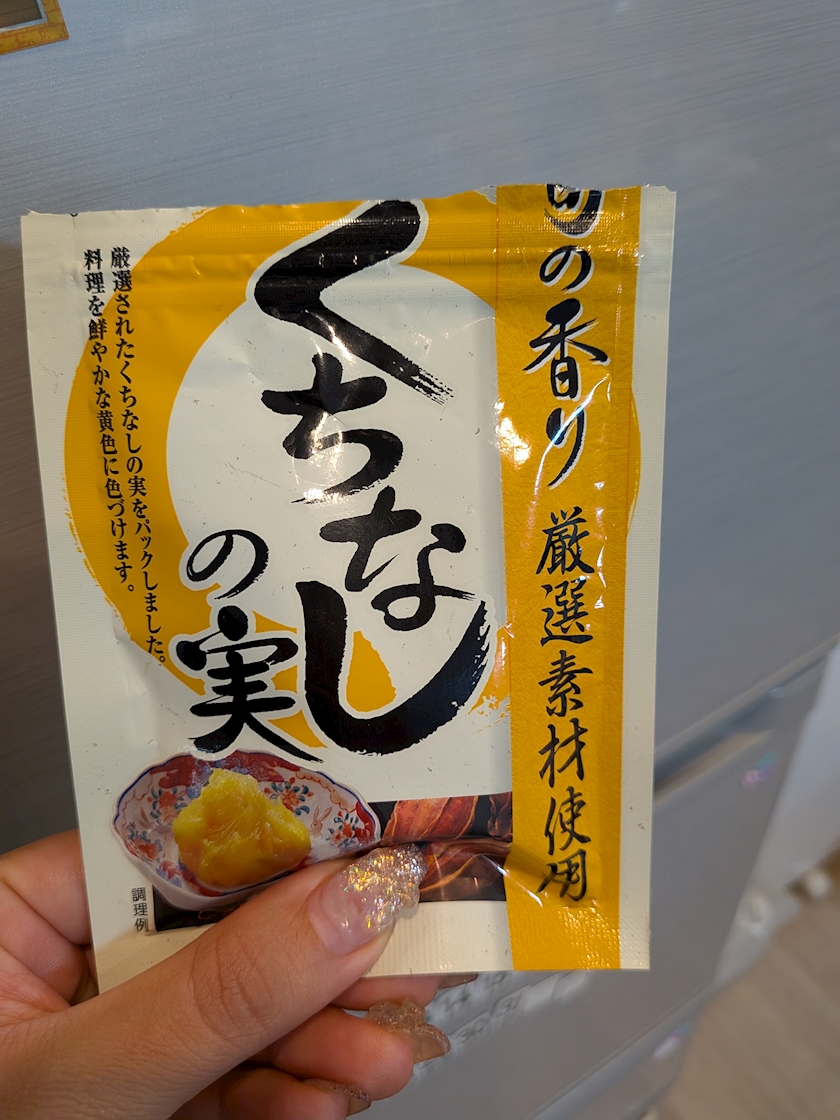 の香り 厳選素材使用
くちなし
の実
厳選されたくちなしの実をパックしました。
料理を鮮やかな黄色に色づけます。
調理例